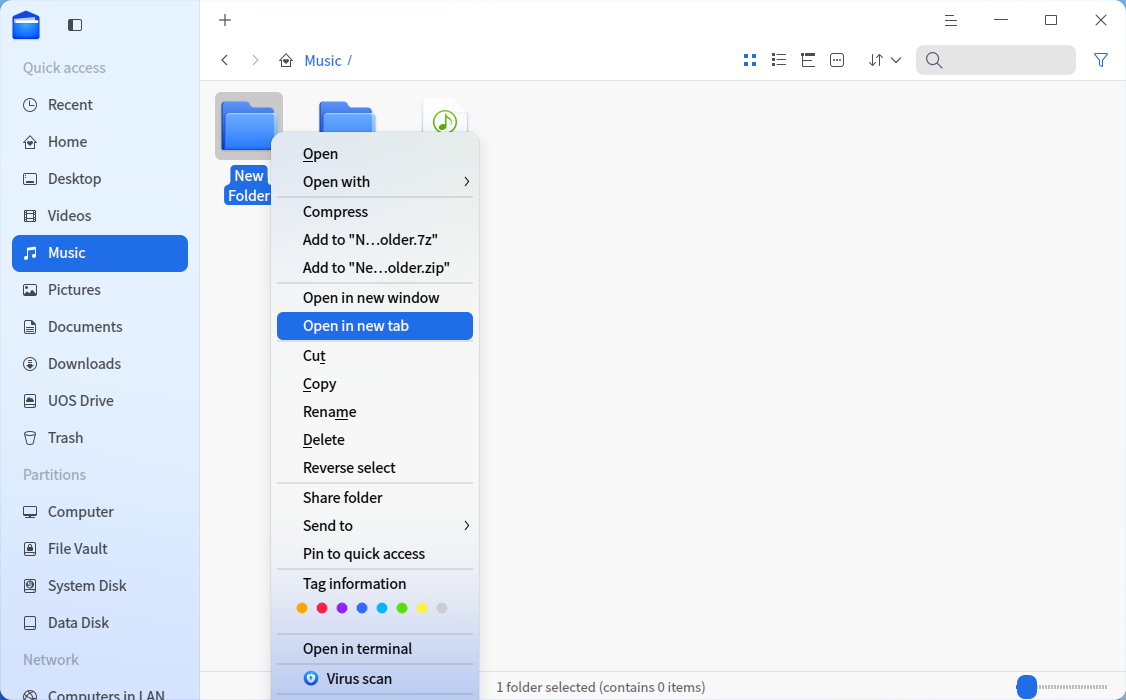 Quick access
Recent
Home
Desktop
Videos
Music
Pictures
Documents
Downloads
UOS Drive
Trash
Partitions
Computer
File Vault
System Disk
Data Disk
Network
Computers in LAN
Music /
New
Folder
Open
Open with
Compress
Add to "N...older.7z"
Add to "Ne...older.zip"
Open in new window
Open in new tab
Cut
Copy
Rename
Delete
Reverse select
Share folder
Send to
Pin to quick access
Tag information
Open in terminal
Virus scan
1 folder selected (contains 0 items)